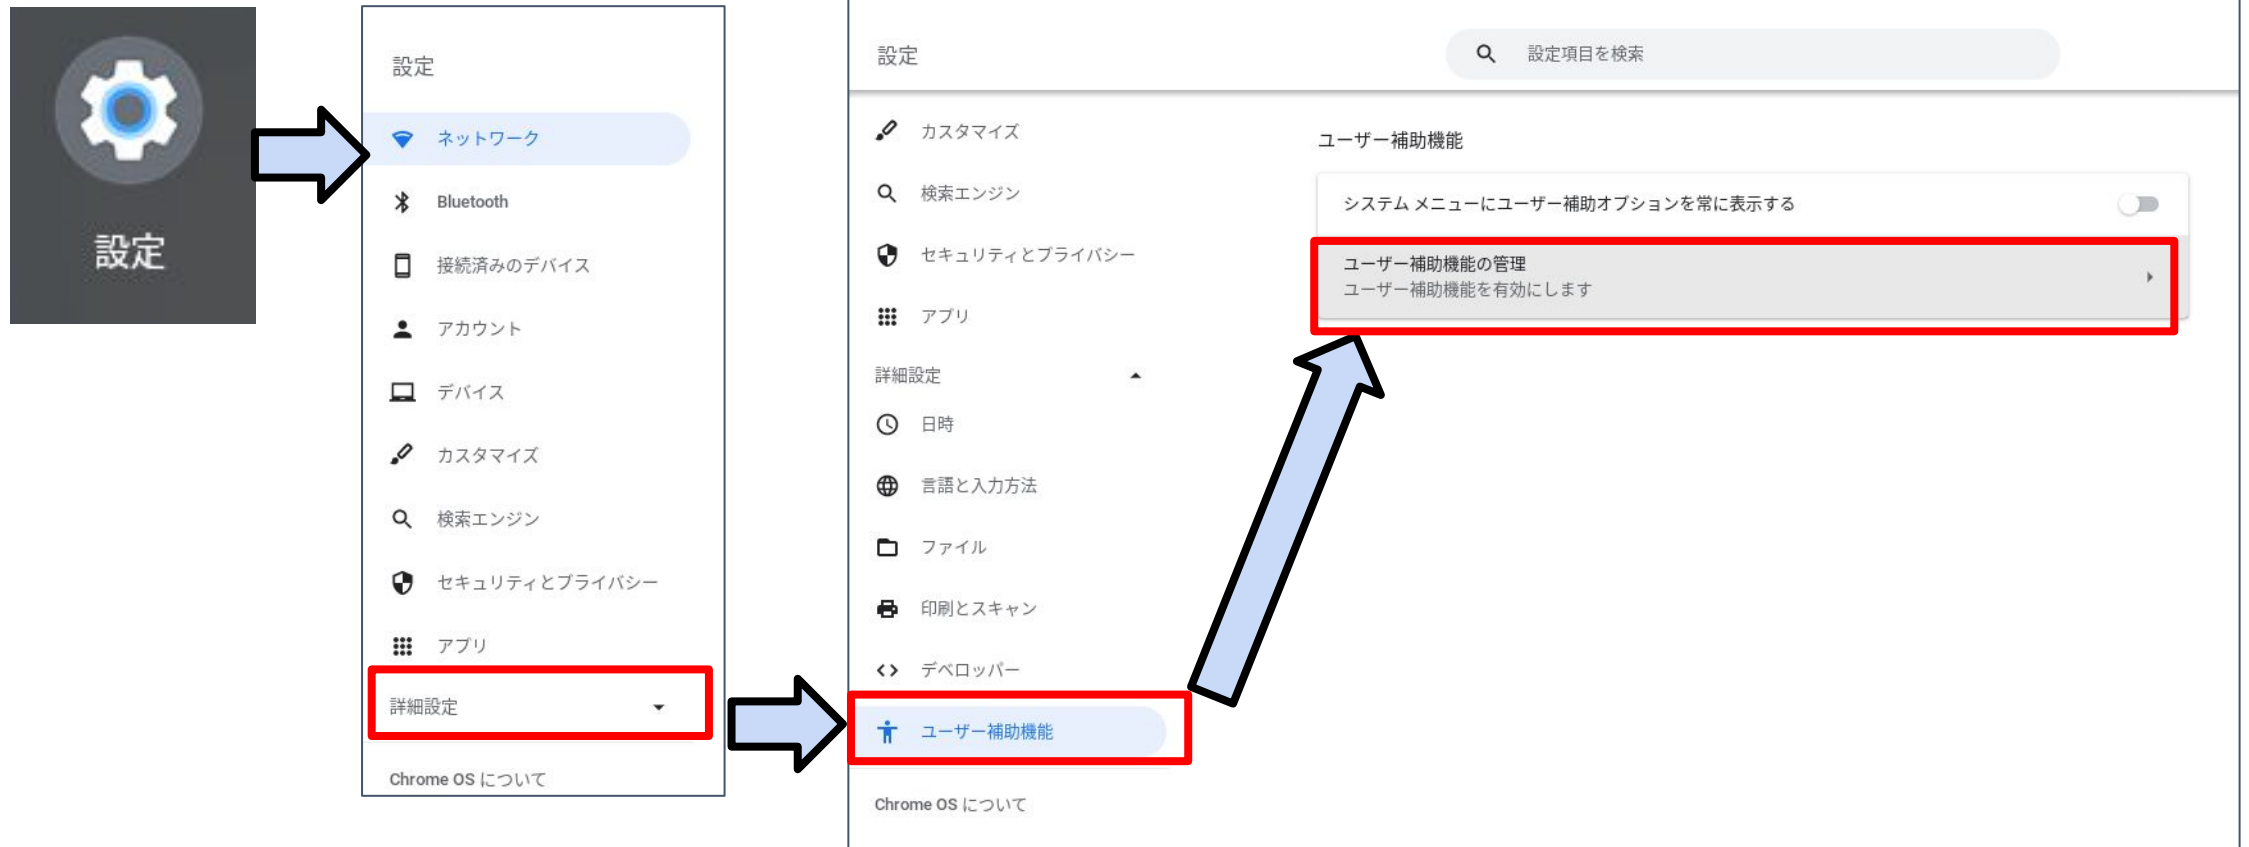 設定
設定
ネットワーク
Bluetooth
接続済みのデバイス
アカウント
デバイス
カスタマイズ
検索エンジン
セキュリティとプライバシー
アプリ
詳細設定
Chrome OS について
設定
設定項目を検索
カスタマイズ
検索エンジン
セキュリティとプライバシー
アプリ
詳細設定
日時
言語と入力方法
ファイル
印刷とスキャン
デベロッパー
ユーザー補助機能
Chrome OS について
ユーザー補助機能
システム メニューにユーザー補助オプションを常に表示する
ユーザー補助機能の管理
ユーザー補助機能を有効にします